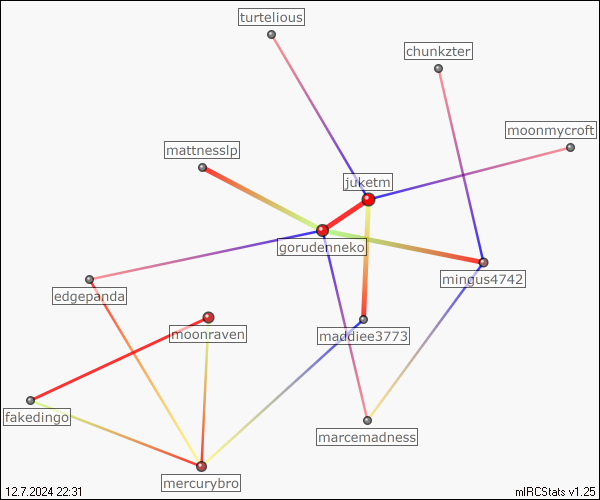 turtelious
chunkzter
moonmycroft
mattnesslp
juketm
gorudenneko
mingus4742
edgepanda
moonraven
maddiee3773
fakedingo
marcemadness
mercurybro
12.7.2024 22:31
mIRCStats v1.25